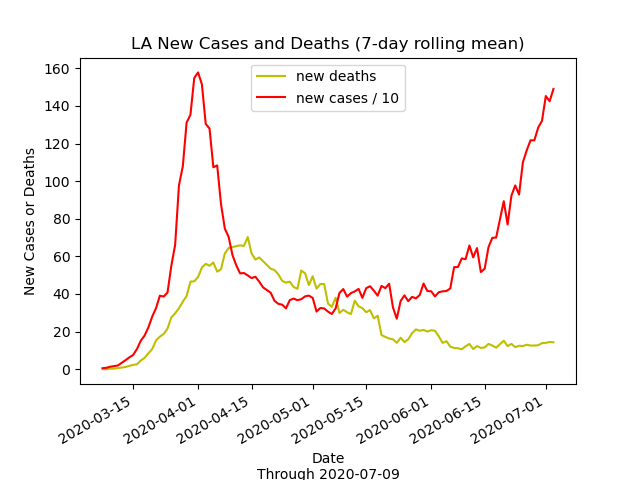 LA New Cases and Deaths (7-day rolling mean)
new deaths
new cases / 10
160
140
120
100
80
60
40
20
0
New Cases or Deaths
2020-03-15
2020-04-01
2020-04-15
2020-05-01
2020-05-15
2020-06-01
2020-06-15
2020-07-01
Date
Through 2020-07-09